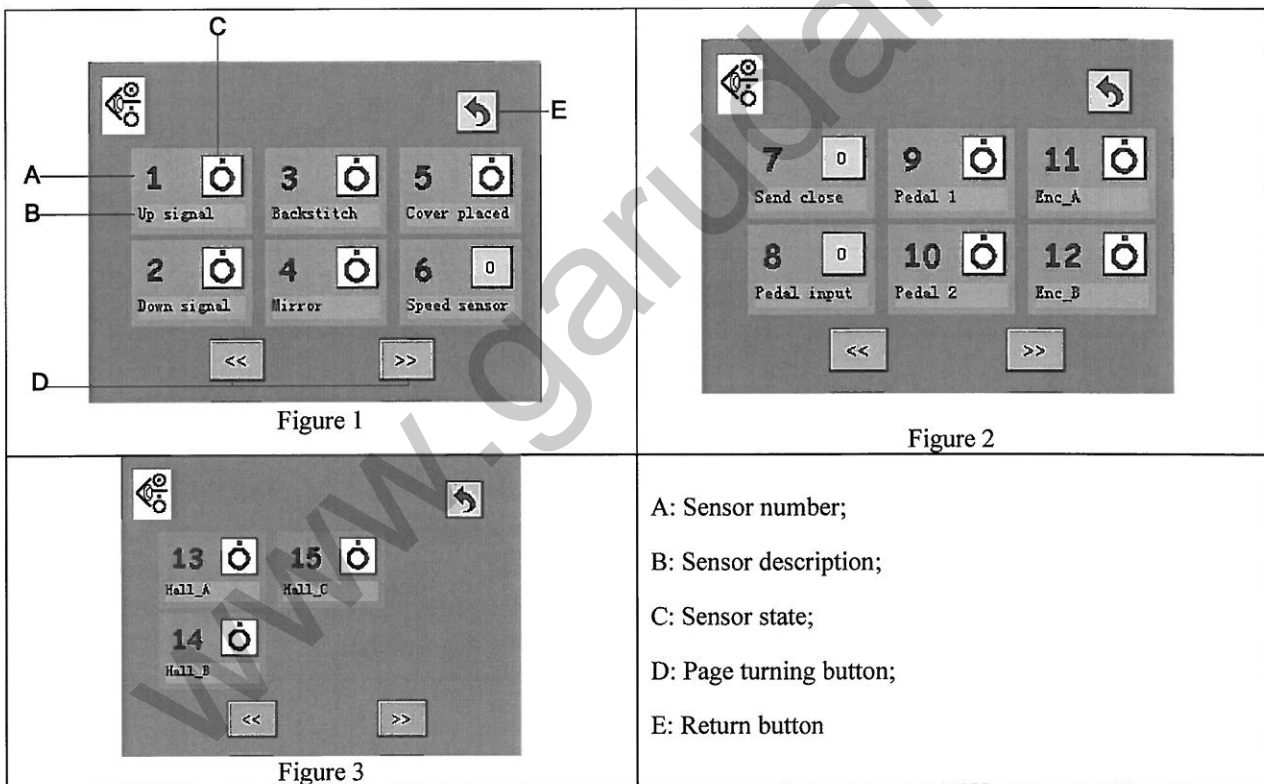 C
E
A
1
3
5
B
Up signal
Backstitch
Cover placed
2
4
6
0
Down signal
Mirror
Speed sensor
<<
>>
D
Figure 1
7
0
9
11
Send close
Pedal 1
Enc_A
8
0
10
12
Pedal input
Pedal 2
Enc_B
<<
>>
Figure 2
13
15
Hall_A
Hall_C
14
Hall_B
<<
>>
Figure 3
A: Sensor number;
B: Sensor description;
C: Sensor state;
D: Page turning button;
E: Return button
www.garudan